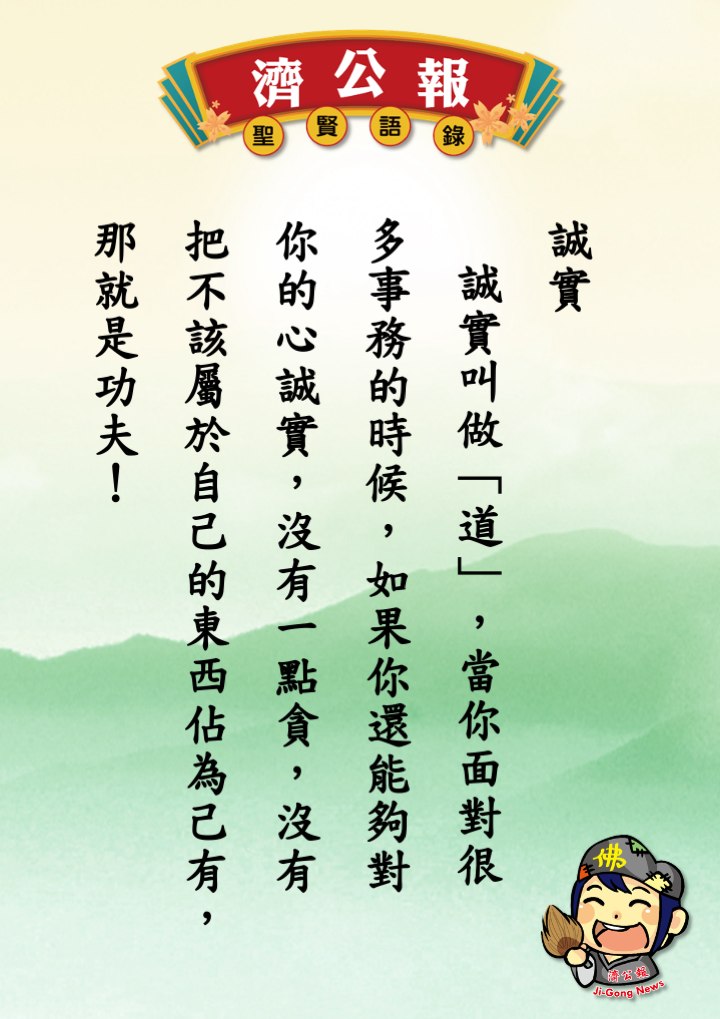 濟公報
聖賢語錄
誠實
誠實叫做「道」，當你面對很
多事務的時候，如果你還能夠對
你的心誠實，沒有一點貪，沒有
把不該屬於自己的東西佔為己有，
那就是功夫！
佛
濟公報
Ji-Gong News